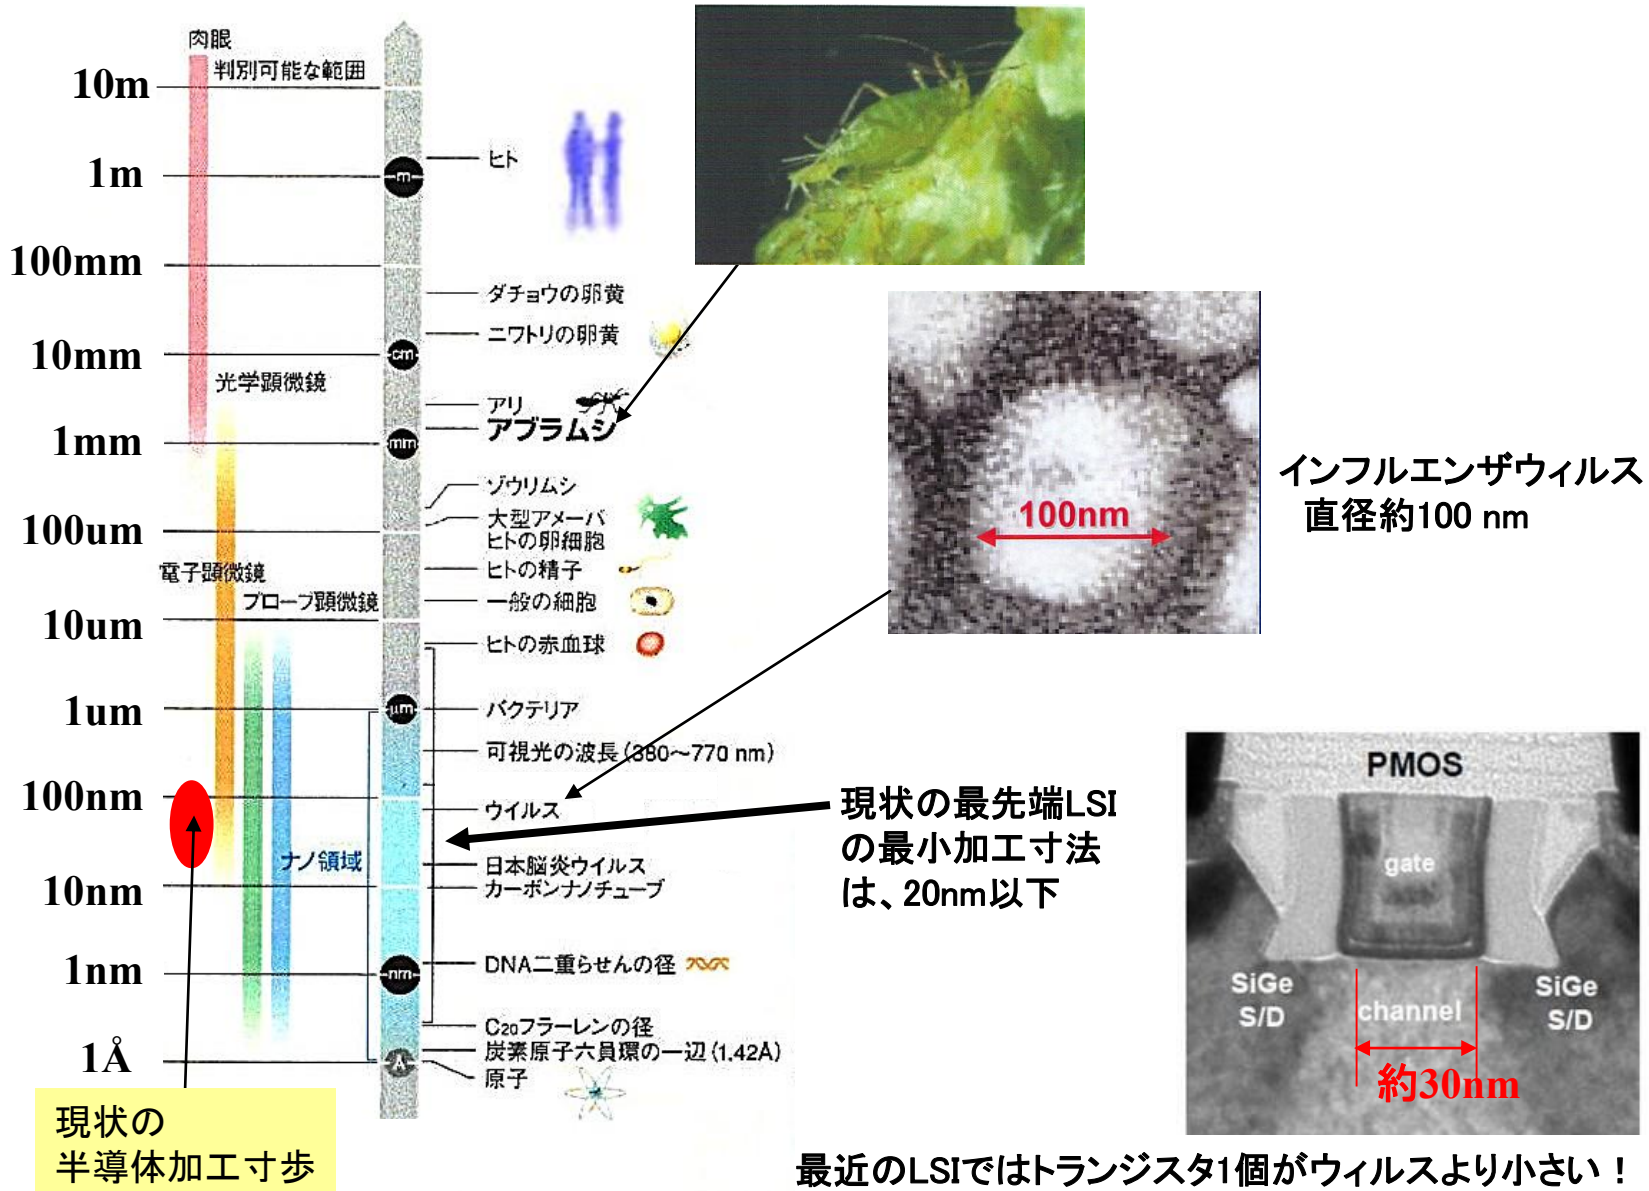 肉眼
判別可能な範囲
10m
1m
100mm
10mm
光学顕微鏡
1mm
100um
電子顕微鏡
プローブ顕微鏡
10um
1um
100nm
ナノ領域
10nm
1nm
1Å
現状の
半導体加工寸歩
m
cm
mm
μm
nm
Å
ヒト
ダチョウの卵黄
ニワトリの卵黄
アリ
アブラムシ
ゾウリムシ
大型アメーバ
ヒトの卵細胞
ヒトの精子
一般の細胞
ヒトの赤血球
バクテリア
可視光の波長(380～770 nm)
ウイルス
日本脳炎ウイルス
カーボンナノチューブ
DNA二重らせんの径
C20フラーレンの径
炭素原子六員環の一辺(1.42Å)
原子
100nm
インフルエンザウィルス
直径約100 nm
現状の最先端LSI
の最小加工寸法
は、20nm以下
PMOS
gate
SiGe
S/D
channel
SiGe
S/D
約30nm
最近のLSIではトランジスタ1個がウィルスより小さい！